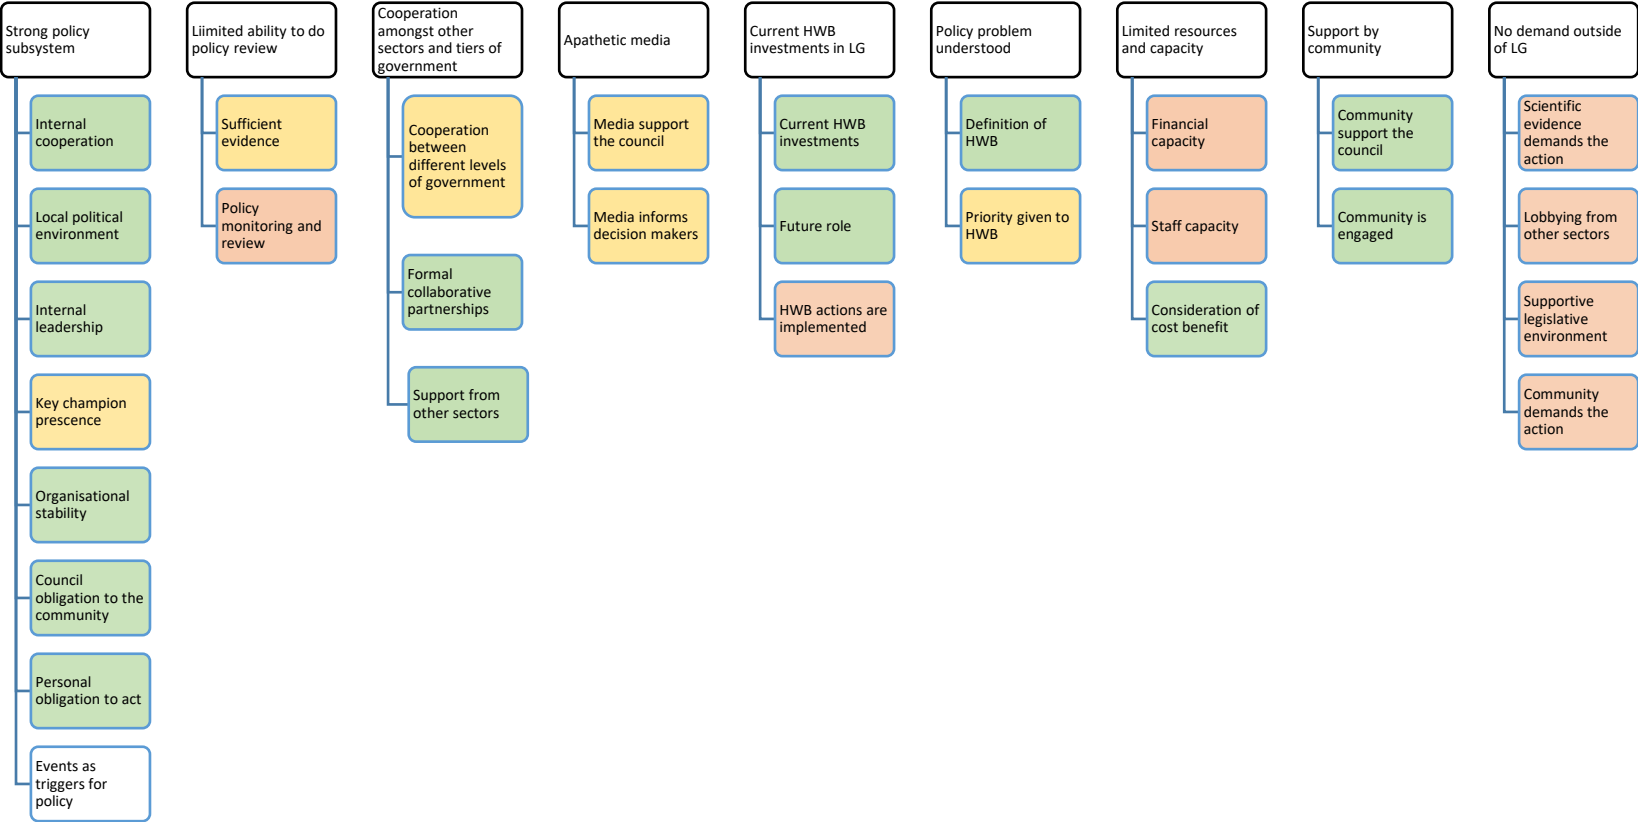 Strong policy
subsystem
Internal
cooperation
Local political
environment
Internal
leadership
Key champion
prescence
Organisational
stability
Council
obligation to the
community
Personal
obligation to act
Events as
triggers for
policy
Liimited ability to do
policy review
Sufficient
evidence
Policy
monitoring and
review
Cooperation
amongst other
sectors and tiers of
government
Cooperation
between
different levels
of government
Formal
collaborative
partnerships
Support from
other sectors
Apathetic media
Media support
the council
Media informs
decision makers
Current HWB
investments in LG
Current HWB
investments
Future role
HWB actions are
implemented
Policy problem
understood
Definition of
HWB
Priority given to
HWB
Limited resources
and capacity
Financial
capacity
Staff capacity
Consideration of
cost benefit
Support by
community
Community
support the
council
Community is
engaged
No demand outside
of LG
Scientific
evidence
demands the
action
Lobbying from
other sectors
Supportive
legislative
environment
Community
demands the
action